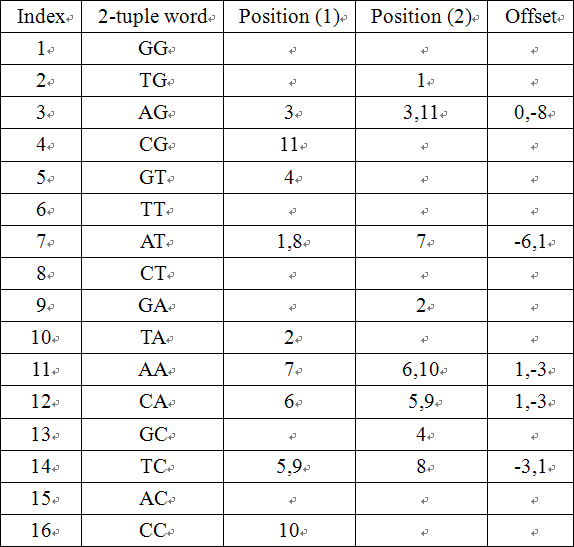 Index 2-tuple word Position (1) Position (2) Offset
1 GG
2 TG 1
3 AG 3 3,11 0,-8
4 CG 11
5 GT 4
6 TT
7 AT 1,8 7 -6,1
8 CT
9 GA 2
10 TA 2
11 AA 7 6,10 1,-3
12 CA 6 5,9 1,-3
13 GC 4
14 TC 5,9 8 -3,1
15 AC
16 CC 10